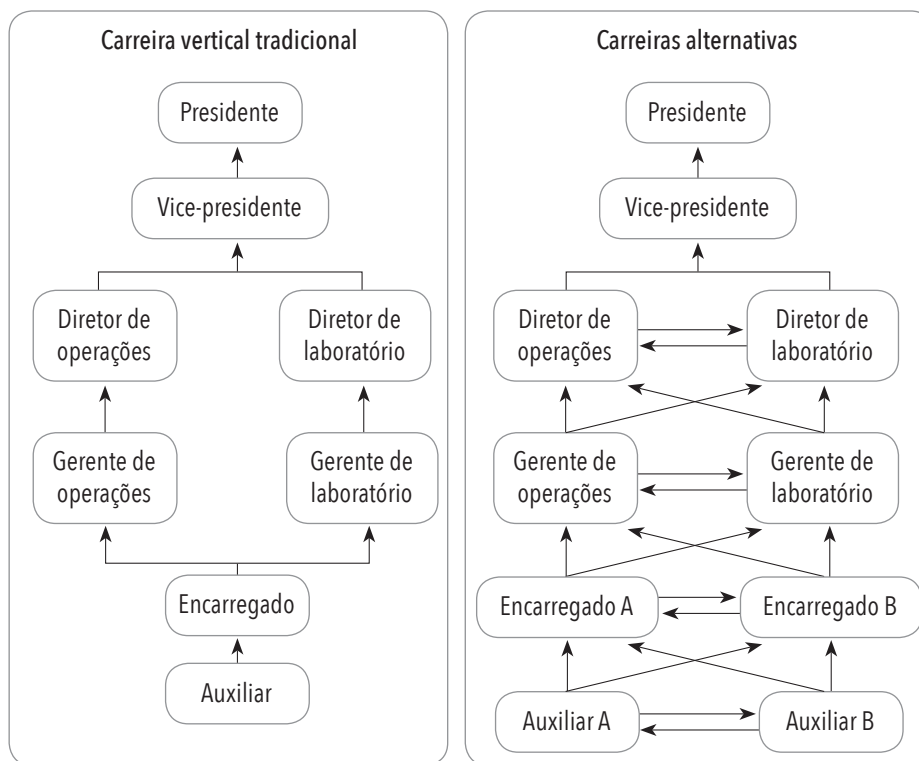 Carreira vertical tradicional
Presidente
Vice-presidente
Diretor de
operações
Diretor de
laboratório
Gerente de
operações
Gerente de
laboratório
Encarregado
Auxiliar
Carreiras alternativas
Presidente
Vice-presidente
Diretor de
operações
Diretor de
laboratório
Gerente de
operações
Gerente de
laboratório
Encarregado A
Encarregado B
Auxiliar A
Auxiliar B